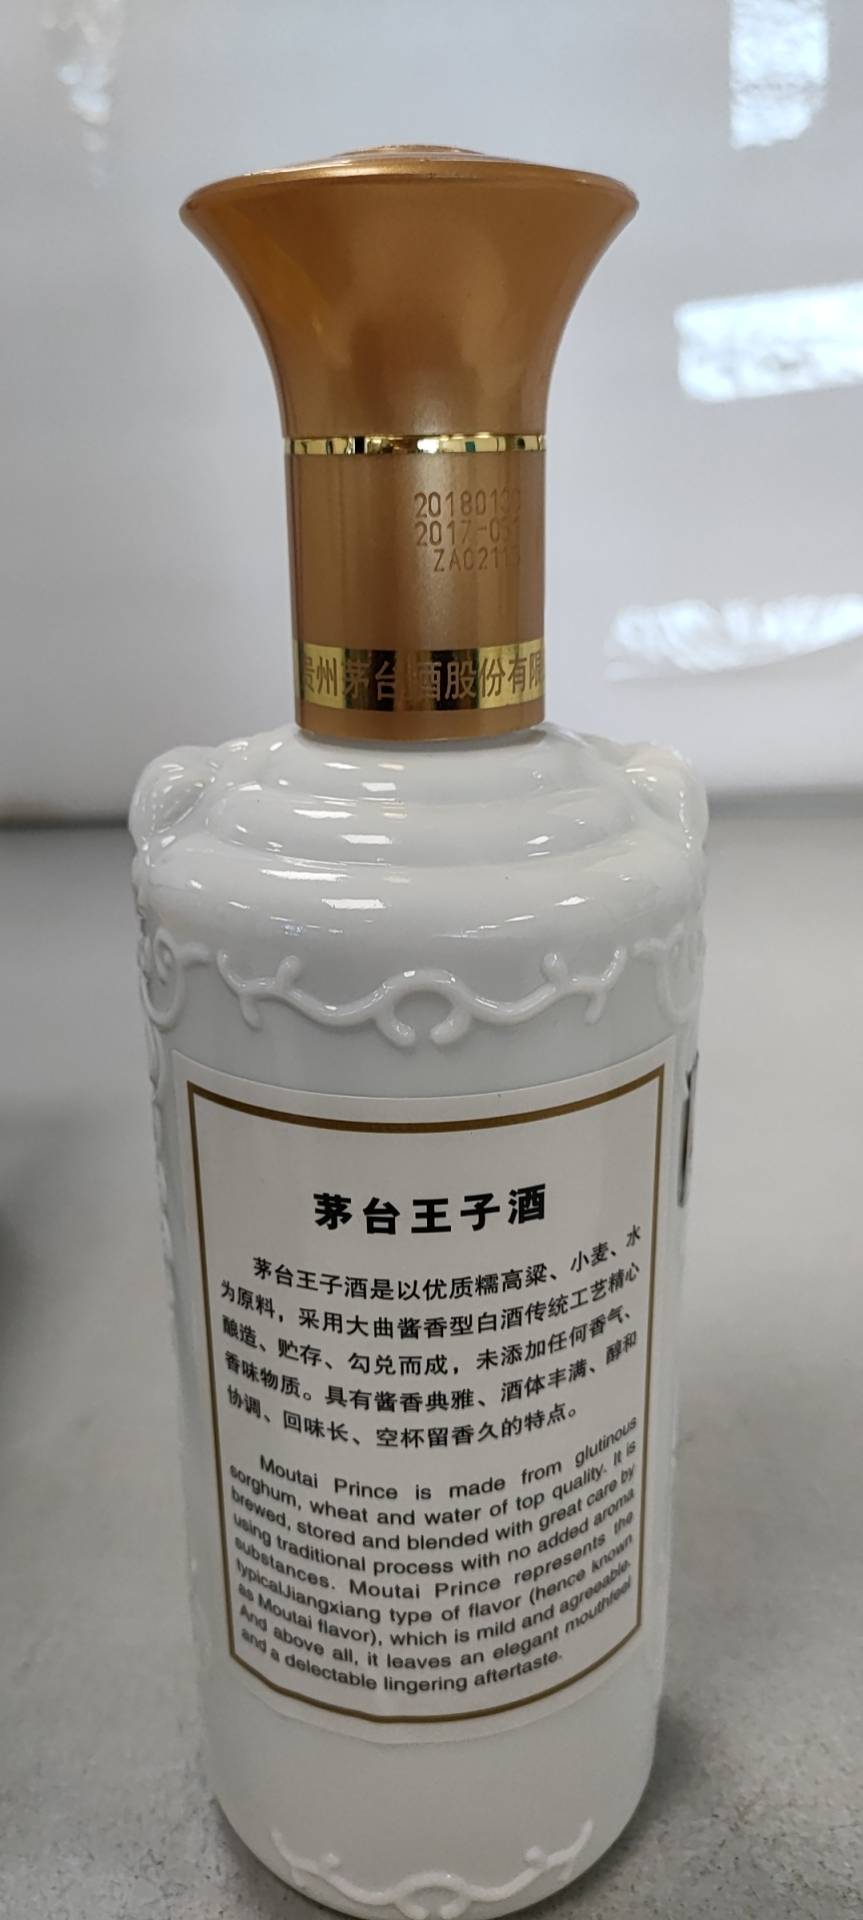 2018013
2017-05
ZA0211
贵州茅台酒股份有限
茅台王子酒
茅台王子酒是以优质糯高粱、小麦、水
为原料，采用大曲酱香型白酒传统工艺精心
酿造、贮存、勾兑而成，未添加任何香气、
香味物质。具有酱香典雅、酒体丰满、醇和
协调、回味长、空杯留香久的特点。
Moutai Prince is made from glutinous
sorghum, wheat and water of top quality. It is
brewed, stored and blended with great care by
using traditional process with no added aroma
substances. Moutai Prince represents the
typicalJiangxiang type of flavor (hence known
as Moutai flavor), which is mild and agreeable.
And above all, it leaves an elegant mouthfeel
and a delectable lingering aftertaste.